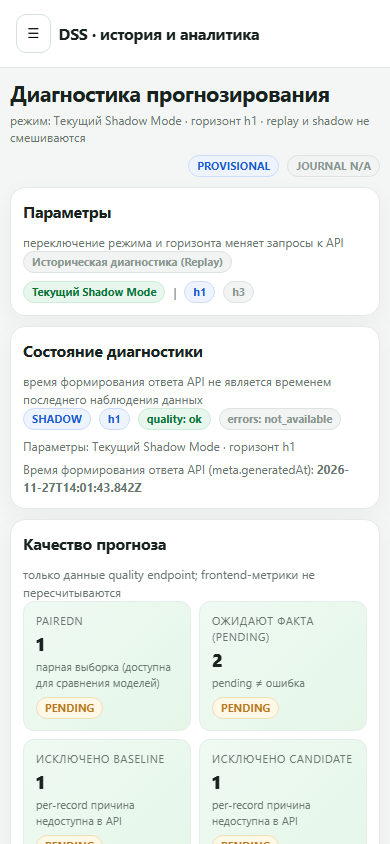 ☰ DSS · история и аналитика
Диагностика прогнозирования
режим: Текущий Shadow Mode · горизонт h1 · replay и shadow не
смешиваются
PROVISIONAL JOURNAL N/A
Параметры
переключение режима и горизонта меняет запросы к API
Историческая диагностика (Replay)
Текущий Shadow Mode | h1 h3
Состояние диагностики
время формирования ответа API не является временем
последнего наблюдения данных
SHADOW h1 quality: ok errors: not_available
Параметры: Текущий Shadow Mode · горизонт h1
Время формирования ответа API (meta.generatedAt): 2026-
11-27T14:01:43.842Z
Качество прогноза
только данные quality endpoint; frontend-метрики не
пересчитываются
PAIREDN
1
парная выборка (доступна
для сравнения моделей)
PENDING
ОЖИДАЮТ ФАКТА
(PENDING)
2
pending ≠ ошибка
PENDING
ИСКЛЮЧЕНО BASELINE
1
per-record причина
недоступна в API
PENDING
ИСКЛЮЧЕНО CANDIDATE
1
per-record причина
недоступна в API
PENDING